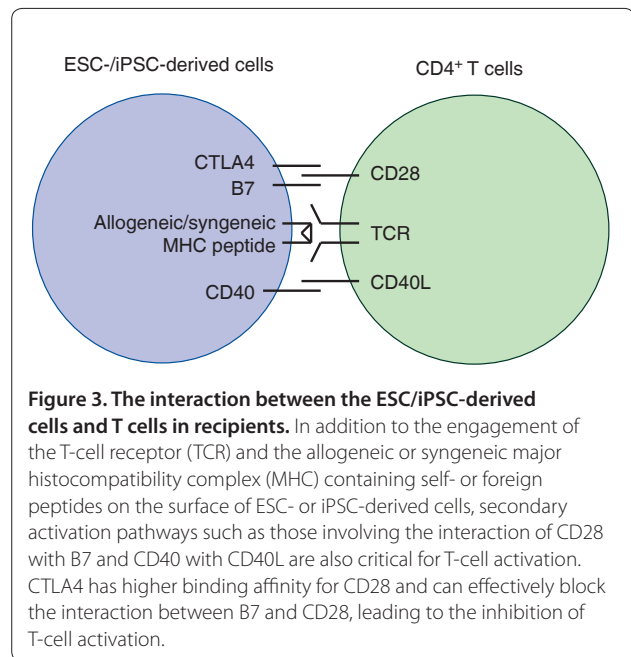 ESC-/iPSC-derived cells
CD4⁺ T cells
CTLA4
B7
CD28
Allogeneic/syngeneic
MHC peptide
TCR
CD40
CD40L
Figure 3. The interaction between the ESC/iPSC-derived
cells and T cells in recipients. In addition to the engagement of
the T-cell receptor (TCR) and the allogeneic or syngeneic major
histocompatibility complex (MHC) containing self- or foreign
peptides on the surface of ESC- or iPSC-derived cells, secondary
activation pathways such as those involving the interaction of CD28
with B7 and CD40 with CD40L are also critical for T-cell activation.
CTLA4 has higher binding affinity for CD28 and can effectively block
the interaction between B7 and CD28, leading to the inhibition of
T-cell activation.